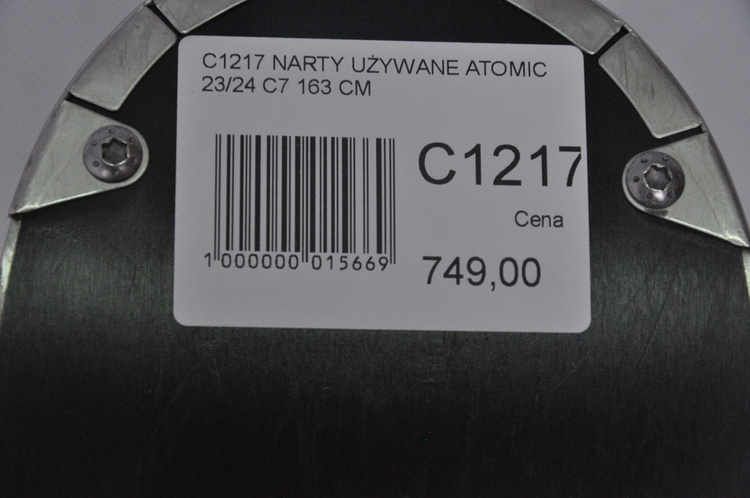 C1217 NARTY UŻYWANE ATOMIC
23/24 C7 163 CM
C1217
Cena
1 000000 015669
749,00